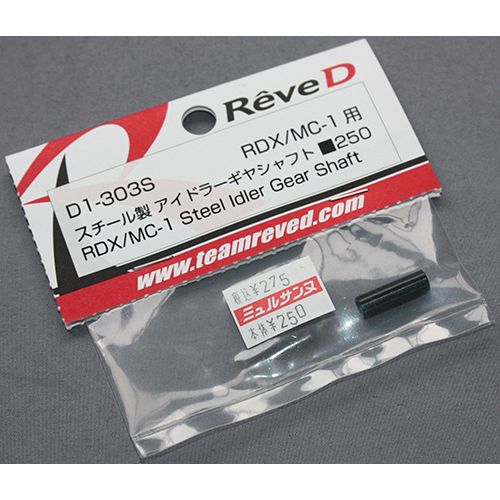 Rêve D
RDX/MC-1 用
D1-303S
スチール製 アイドラーギヤシャフト ■250
RDX/MC-1 Steel Idler Gear Shaft
www.teamreved.com
税込¥275
ミュルサンヌ
本体¥250